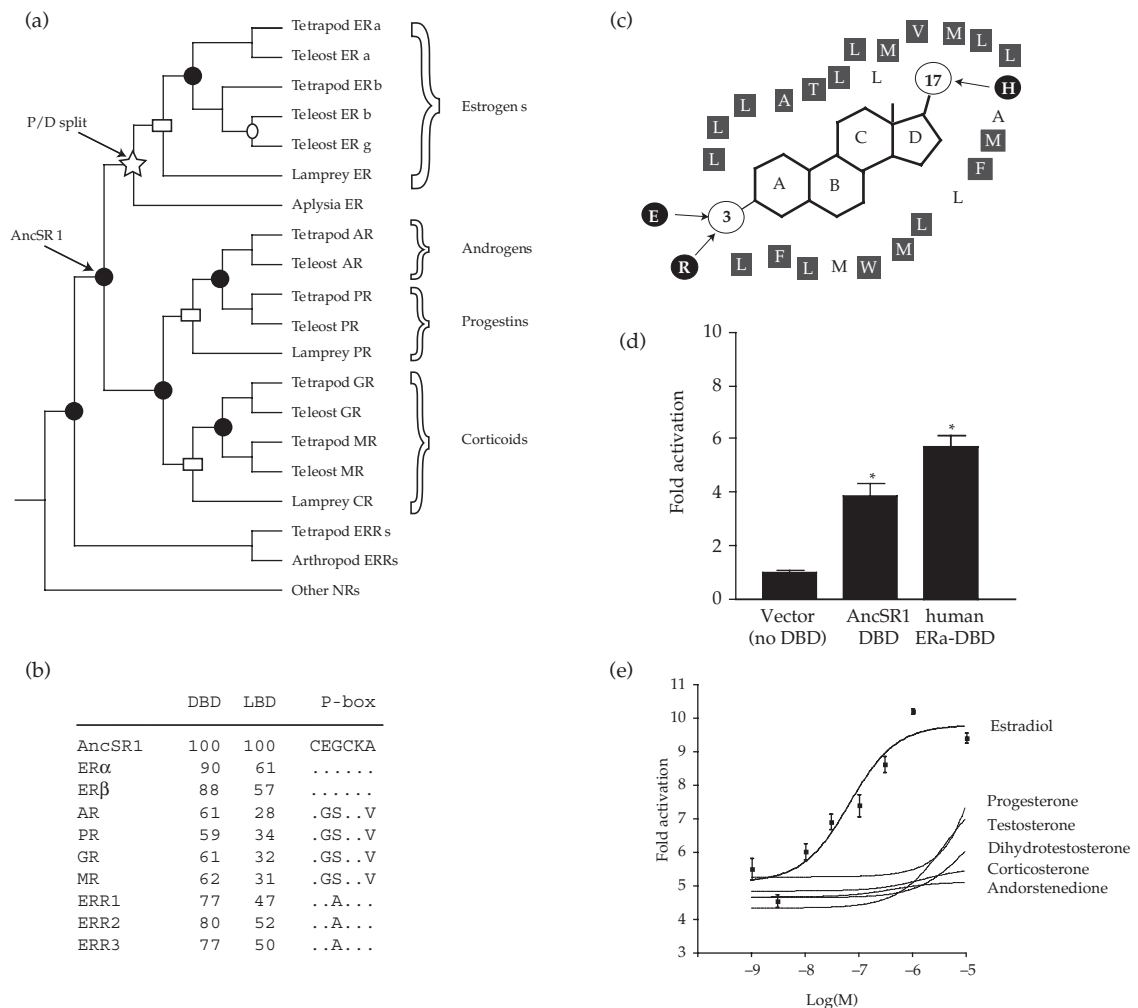 (a)
Tetrapod ERa
Teleost ER a
Tetrapod ERb
Teleost ER b
Teleost ER g
Lamprey ER
Aplysia ER
Tetrapod AR
Teleost AR
Tetrapod PR
Teleost PR
Lamprey PR
Tetrapod GR
Teleost GR
Tetrapod MR
Teleost MR
Lamprey CR
Tetrapod ERR s
Arthropod ERRs
Other NRs
P/D split
AncSR 1
Estrogen s
Androgens
Progestins
Corticoids
(b)
DBD LBD P-box
AncSR1 100 100 CEGCKA
ERα 90 61 ......
ERβ 88 57 ......
AR 61 28 .GS..V
PR 59 34 .GS..V
GR 61 32 .GS..V
MR 62 31 .GS..V
ERR1 77 47 ..A...
ERR2 80 52 ..A...
ERR3 77 50 ..A...
(c)
L L L A T L L L M V M L L
17 H
A M F L
C D
A B
E 3
R
L F L M W M L
(d)
Fold activation
10
8
6
4
2
0
* *
Vector AncSR1 human
(no DBD) DBD ERa-DBD
(e)
Fold activation
11
10
9
8
7
6
5
4
3
Estradiol
Progesterone
Testosterone
Dihydrotestosterone
Corticosterone
Andorstenedione
–9 –8 –7 –6 –5
Log(M)